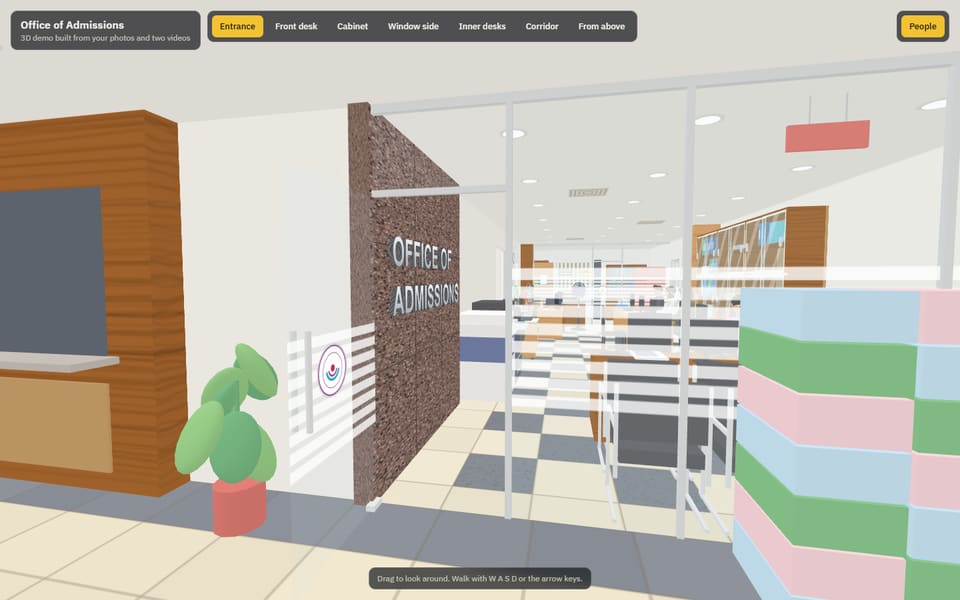 Office of Admissions
3D demo built from your photos and two videos
Entrance
Front desk
Cabinet
Window side
Inner desks
Corridor
From above
People
OFFICE OF
ADMISSIONS
Drag to look around. Walk with W A S D or the arrow keys.